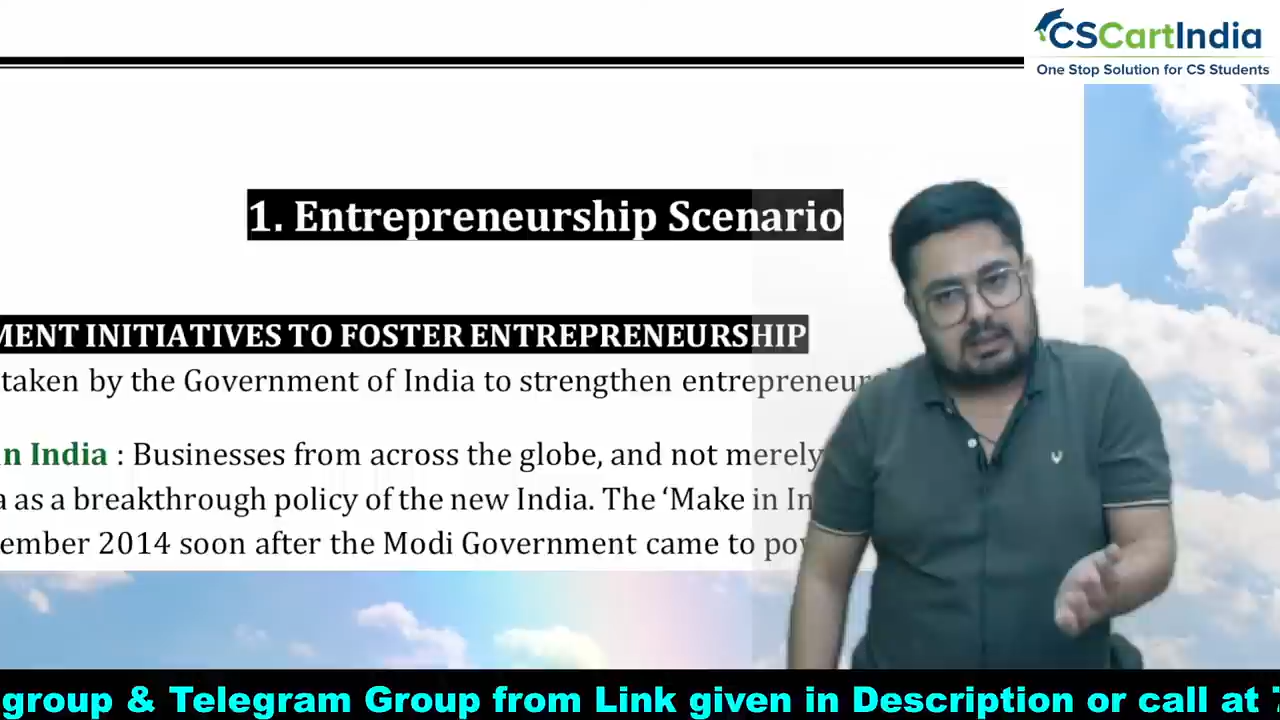 CSCartIndia
One Stop Solution for CS Students
1. Entrepreneurship Scenario
MENT INITIATIVES TO FOSTER ENTREPRENEURSHIP
taken by the Government of India to strengthen
n India : Businesses from across the globe, and not merely
as a breakthrough policy of the new India. The ‘Make in
ember 2014 soon after the Modi Government came to
group & Telegram Group from Link given in Description or call at 7